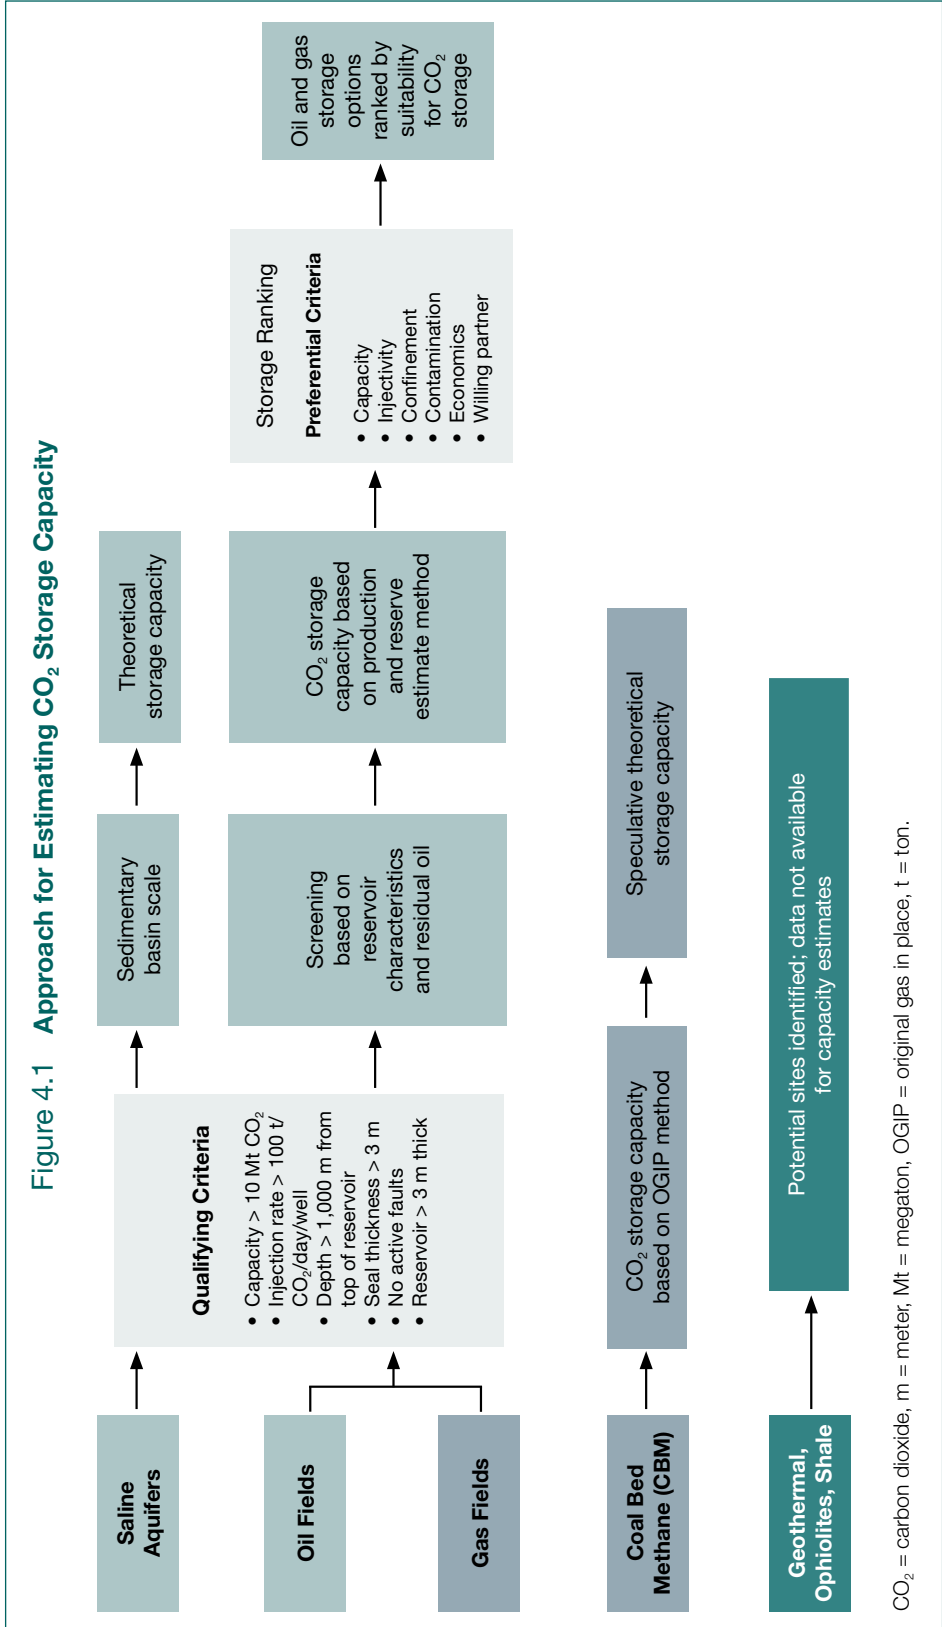 Figure 4.1 Approach for Estimating CO₂ Storage Capacity
Saline
Aquifers
Oil Fields
Gas Fields
Qualifying Criteria
• Capacity > 10 Mt CO₂
• Injection rate > 100 t/
CO₂/day/well
• Depth > 1,000 m from
top of reservoir
• Seal thickness > 3 m
• No active faults
• Reservoir > 3 m thick
Sedimentary
basin scale
Theoretical
storage capacity
Screening
based on
reservoir
characteristics
and residual oil
CO₂ storage
capacity based
on production
and reserve
estimate method
Storage Ranking
Preferential Criteria
• Capacity
• Injectivity
• Confinement
• Contamination
• Economics
• Willing partner
Oil and gas
storage
options
ranked by
suitability
for CO₂
storage
Coal Bed
Methane (CBM)
CO₂ storage capacity
based on OGIP method
Speculative theoretical
storage capacity
Geothermal,
Ophiolites, Shale
Potential sites identified; data not available
for capacity estimates
CO₂ = carbon dioxide, m = meter, Mt = megaton, OGIP = original gas in place, t = ton.